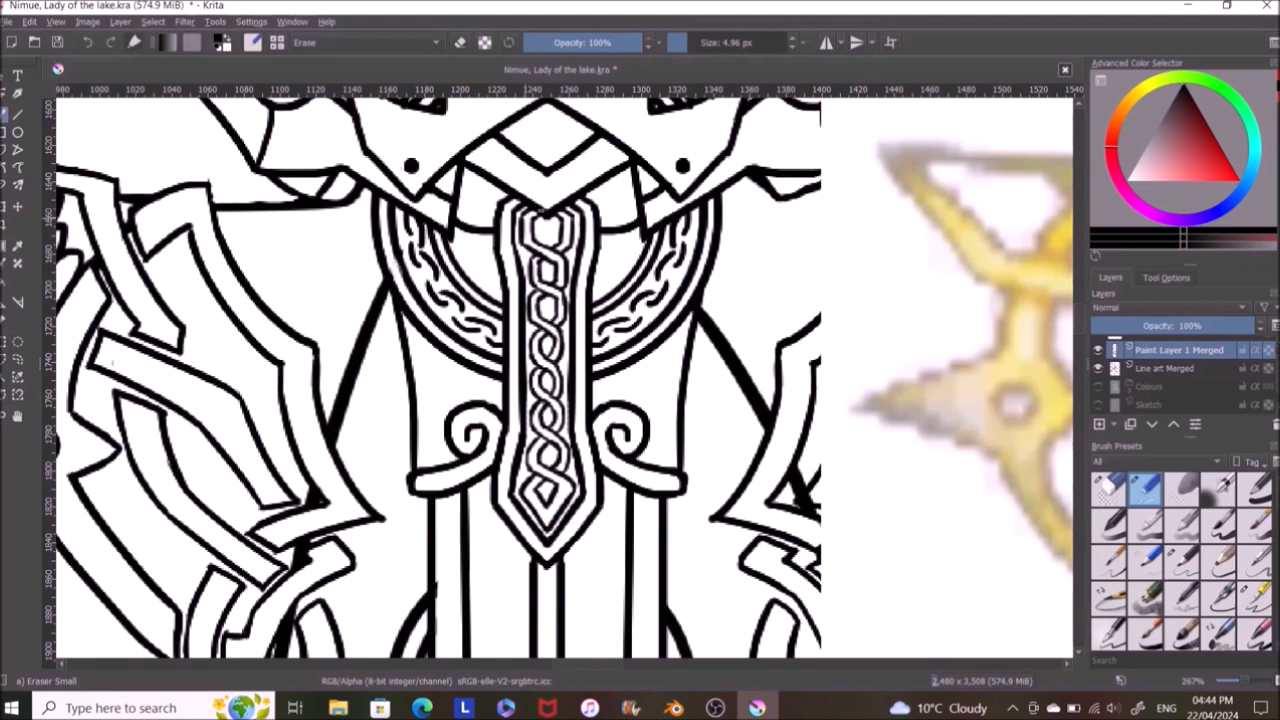 Nimue, Lady of the lake.kra (574.9 MiB) * - Krita
File Edit View Image Layer Select Filter Tools Settings Window Help
Erase Opacity: 100% Size: 4.96 px
Nimue, Lady of the lake.kra *
Advanced Color Selector
980 1000 1020 1040 1060 1080 1100 1120 1140 1160 1180 1200 1220 1240 1260 1280 1300 1320 1340 1360 1380 1400 1420 1440 1460 1480 1500 1520 1540
Layers Tool Options
Layers
Normal
Opacity: 100%
Paint Layer 1 Merged
Line art Merged
Colours
Sketch
Brush Presets
All Tag
Search
a) Eraser Small RGB/Alpha (8-bit integer/channel) sRGB-elle-V2-srgbtrc.icc 2,480 x 3,508 (574.9 MiB) 267%
Type here to search 10°C Cloudy ENG 04:44 PM
22/04/2024